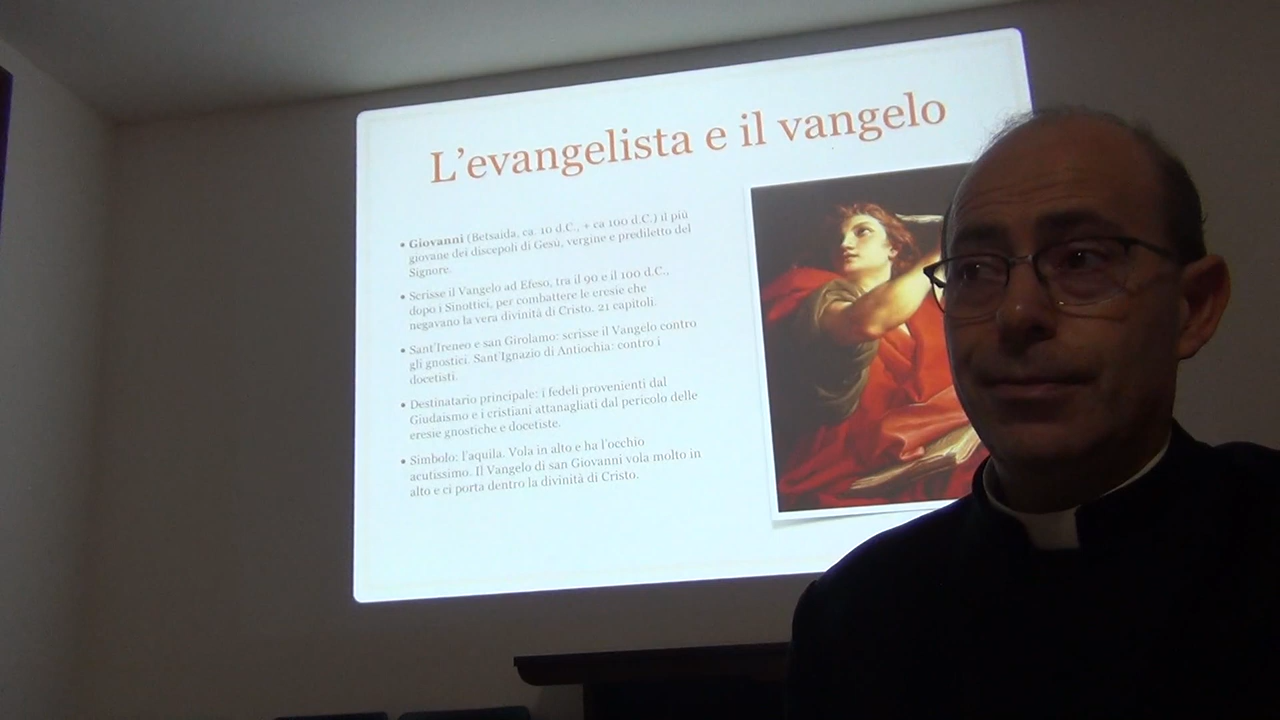 L'evangelista e il vangelo
• Giovanni (Betsaida, ca. 10 d.C., + ca 100 d.C.) il più
giovane dei discepoli di Gesù, vergine e prediletto del
Signore.
• Scrisse il Vangelo ad Efeso, tra il 90 e il 100 d.C.,
dopo i Sinottici, per combattere le eresie che
negavano la vera divinità di Cristo. 21 capitoli.
• Sant'Ireneo e san Girolamo: scrisse il Vangelo contro
gli gnostici. Sant'Ignazio di Antiochia: contro i
docetisti.
• Destinatario principale: i fedeli provenienti dal
Giudaismo e i cristiani attanagliati dal pericolo delle
eresie gnostiche e docetiste.
• Simbolo: l'aquila. Vola in alto e ha l'occhio
acutissimo. Il Vangelo di san Giovanni vola molto in
alto e ci porta dentro la divinità di Cristo.